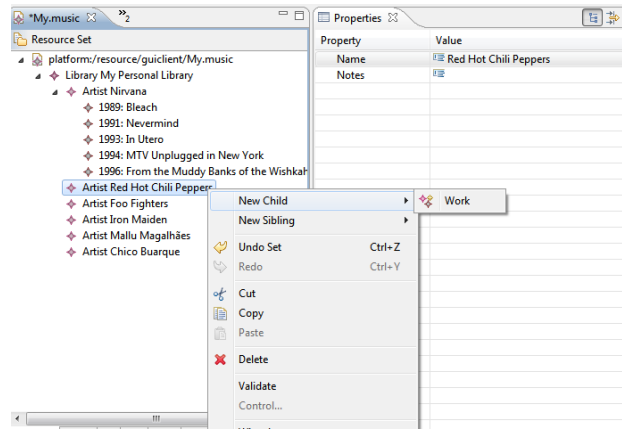 *My.music
»2
Properties
Resource Set
Property Value
platform:/resource/guiclient/My.music
Name Red Hot Chili Peppers
Library My Personal Library
Notes
Artist Nirvana
1989: Bleach
1991: Nevermind
1993: In Utero
1994: MTV Unplugged in New York
1996: From the Muddy Banks of the Wishkah
Artist Red Hot Chili Peppers
Artist Foo Fighters
Artist Iron Maiden
Artist Mallu Magalhães
Artist Chico Buarque
New Child
Work
New Sibling
Undo Set Ctrl+Z
Redo Ctrl+Y
Cut
Copy
Paste
Delete
Validate
Control...